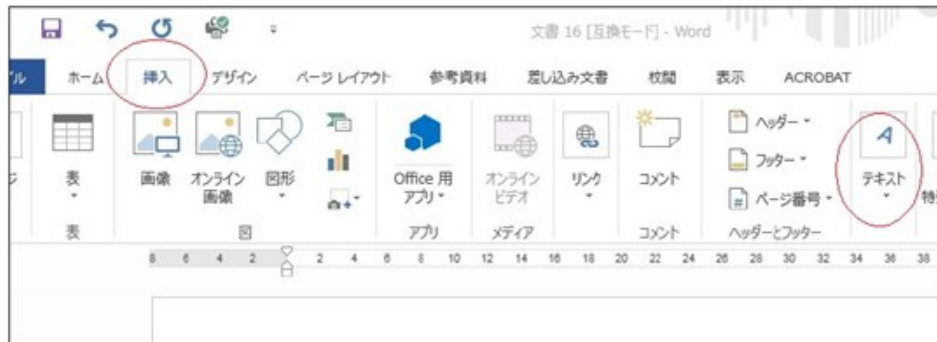 文書 16 [互換モード] - Word
ル ホーム 挿入 デザイン ページ レイアウト 参考資料 差し込み文書 校閲 表示 ACROBAT
表
画像
オンライン
画像
図形
Office 用
アプリ
オンライン
ビデオ
リンク
コメント
ヘッダー
フッター
# ページ番号
A
テキスト
特
表 図 アプリ メディア コメント ヘッダーとフッター
8 6 4 2 2 4 6 8 10 12 14 16 18 20 22 24 26 28 30 32 34 36 38